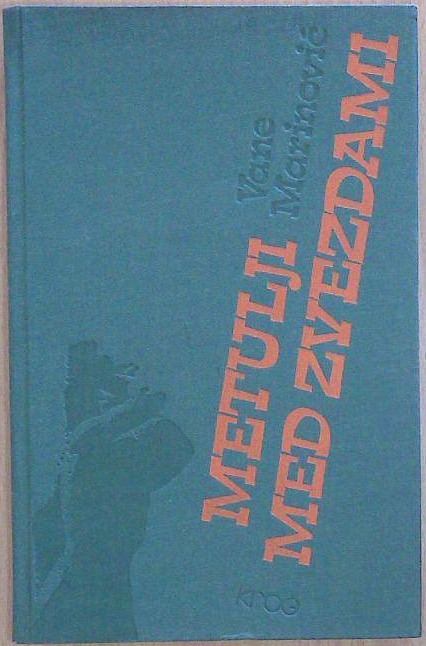 Vane
Marinović
METULJI
MED ZVEZDAMI
KROG